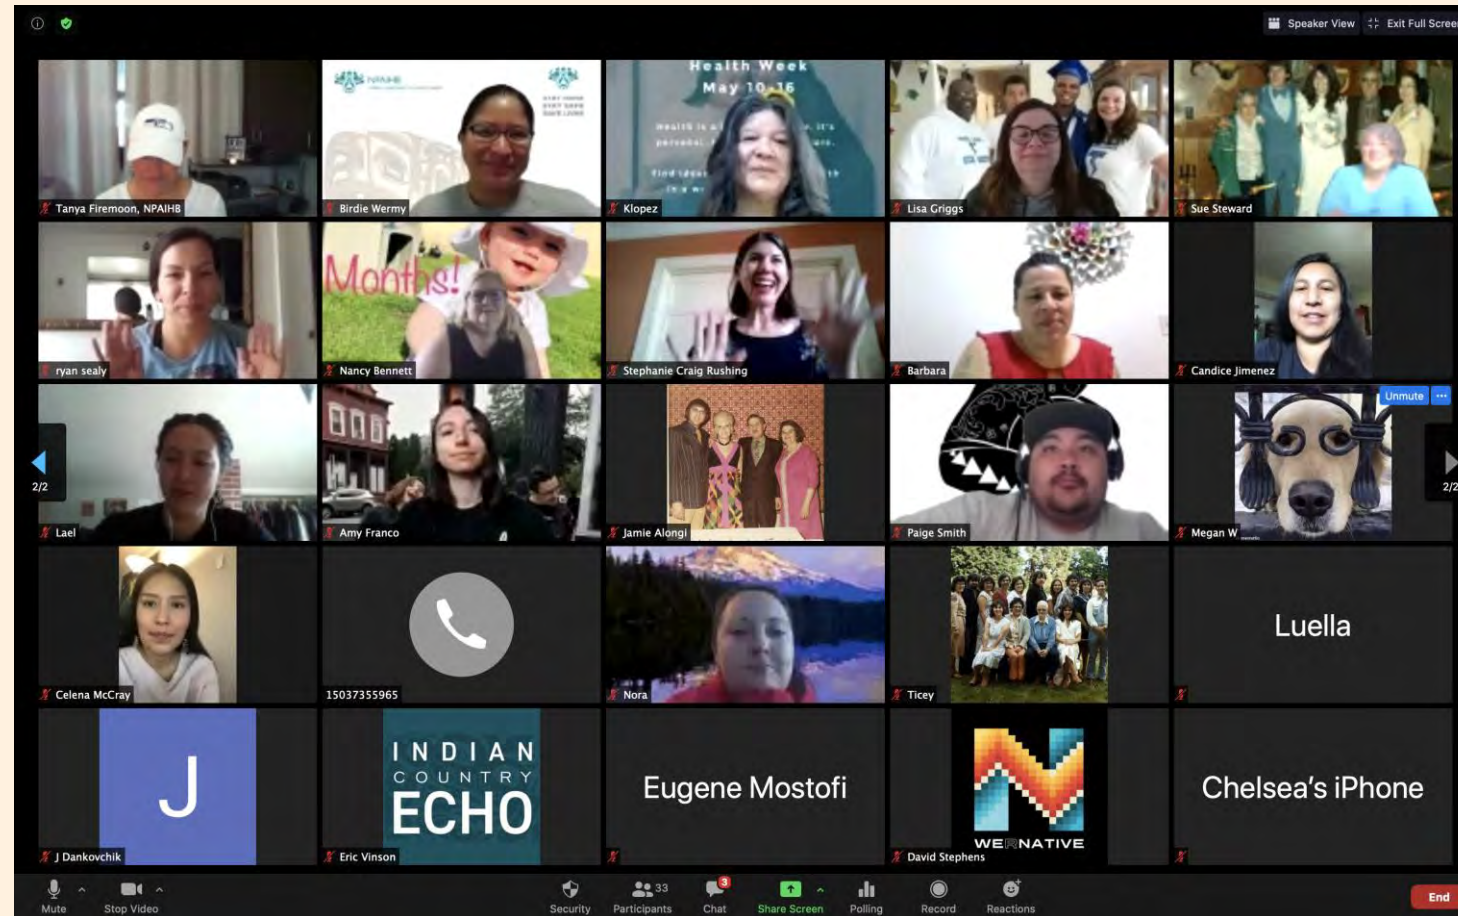 Speaker View
Exit Full Screen
NPAIHB
Health Week
May 10-16
Tanya Firemoon, NPAIHB
Birdie Wermy
Klopez
Lisa Griggs
Sue Steward
Months!
ryan sealy
Nancy Bennett
Stephanie Craig Rushing
Barbara
Candice Jimenez
Unmute
2/2
2/2
Lael
Amy Franco
Jamie Alongi
Paige Smith
Megan W
Luella
Celena McCray
15037355965
Nora
Ticey
J
INDIAN
COUNTRY
ECHO
Eugene Mostofi
WERNATIVE
Chelsea's iPhone
J Dankovchik
Eric Vinson
David Stephens
33
3
Mute
Stop Video
Security
Participants
Chat
Share Screen
Polling
Record
Reactions
End